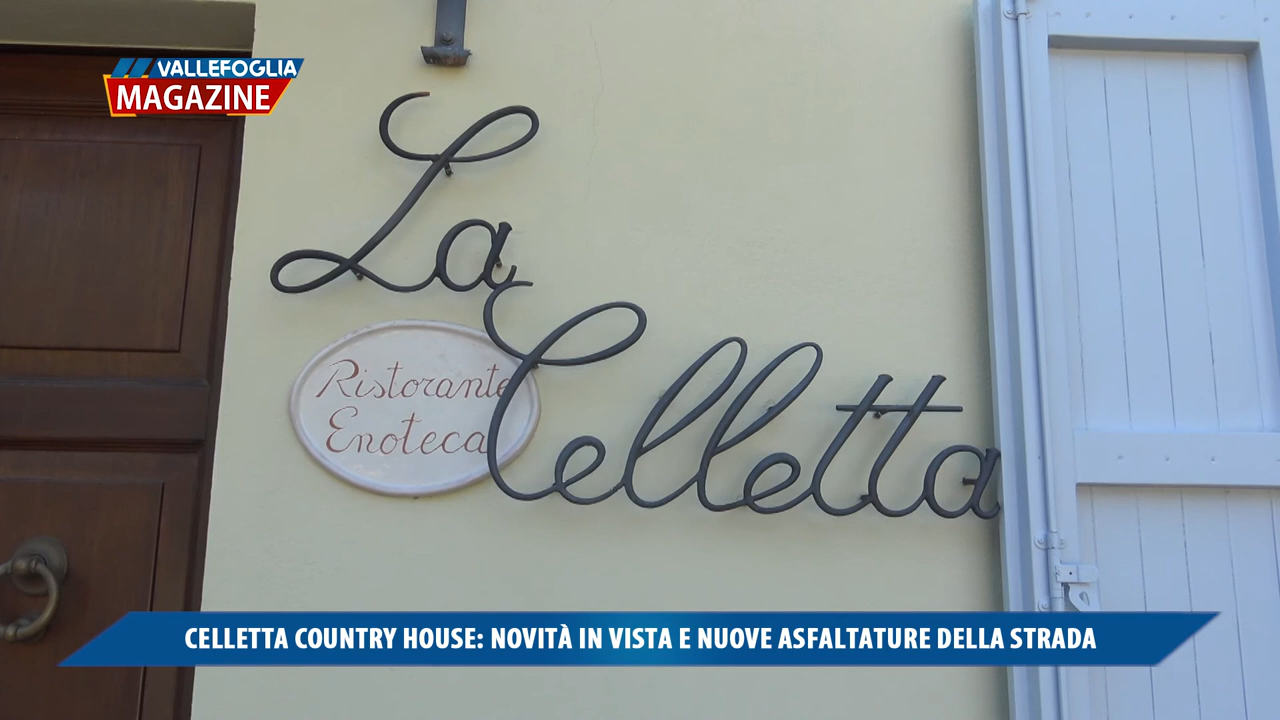 VALLEFOGLIA
MAGAZINE
La
Celletta
Ristorante
Enoteca
CELLETTA COUNTRY HOUSE: NOVITÀ IN VISTA E NUOVE ASFALTATURE DELLA STRADA